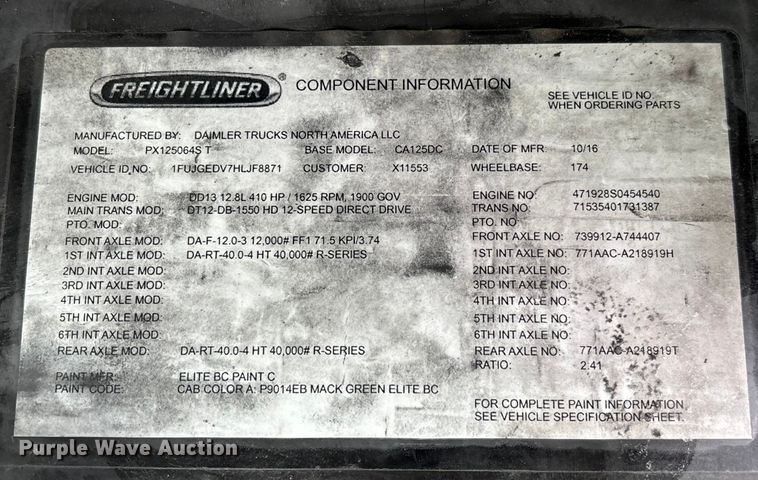 FREIGHTLINER® COMPONENT INFORMATION
SEE VEHICLE ID NO.
WHEN ORDERING PARTS
MANUFACTURED BY: DAIMLER TRUCKS NORTH AMERICA LLC
MODEL: PX125064S T BASE MODEL: CA125DC DATE OF MFR: 10/16
VEHICLE ID NO: 1FUJGEDV7HLJF8871 CUSTOMER: X11553 WHEELBASE: 174
ENGINE MOD: DD13 12.8L 410 HP / 1625 RPM, 1900 GOV ENGINE NO: 471928S0454540
MAIN TRANS MOD: DT12-DB-1550 HD 12-SPEED DIRECT DRIVE TRANS NO: 71535401731387
PTO. MOD: PTO. NO:
FRONT AXLE MOD: DA-F-12.0-3 12,000# FF1 71.5 KPI/3.74 FRONT AXLE NO: 739912-A744407
1ST INT AXLE MOD: DA-RT-40.0-4 HT 40,000# R-SERIES 1ST INT AXLE NO: 771AAC-A218919H
2ND INT AXLE MOD: 2ND INT AXLE NO:
3RD INT AXLE MOD: 3RD INT AXLE NO:
4TH INT AXLE MOD: 4TH INT AXLE NO:
5TH INT AXLE MOD: 5TH INT AXLE NO:
6TH INT AXLE MOD: 6TH INT AXLE NO:
REAR AXLE MOD: DA-RT-40.0-4 HT 40,000# R-SERIES REAR AXLE NO: 771AAC-A218919T
RATIO: 2.41
PAINT MFR: ELITE BC PAINT C
PAINT CODE: CAB COLOR A: P9014EB MACK GREEN ELITE BC
FOR COMPLETE PAINT INFORMATION
SEE VEHICLE SPECIFICATION SHEET.
Purple Wave Auction